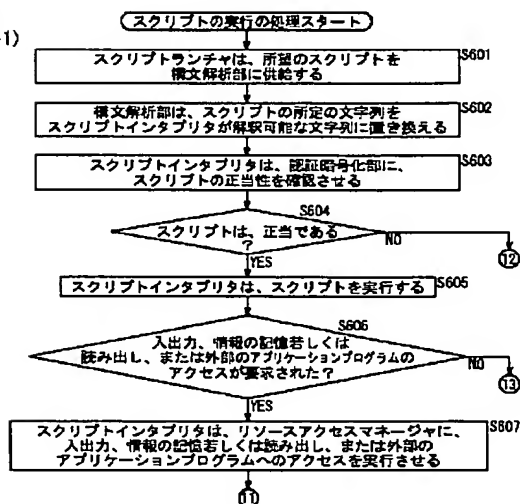 スクリプトの実行の処理スタート
-1)
スクリプトランチャは、所望のスクリプトを
構文解析部に供給する
S601
構文解析部は、スクリプトの所定の文字列を
スクリプトインタプリタが解釈可能な文字列に置き換える
S602
スクリプトインタプリタは、認証暗号化部に、
スクリプトの正当性を確認させる
S603
S604
スクリプトは、正当である
?
NO
⑫
YES
スクリプトインタプリタは、スクリプトを実行する
S605
S606
入出力、情報の記憶若しくは
読み出し、または外部のアプリケーションプログラムの
アクセスが要求された?
NO
⑬
YES
スクリプトインタプリタは、リソースアクセスマネージャに、
入出力、情報の記憶若しくは読み出し、または外部の
アプリケーションプログラムへのアクセスを実行させる
S607
⑪